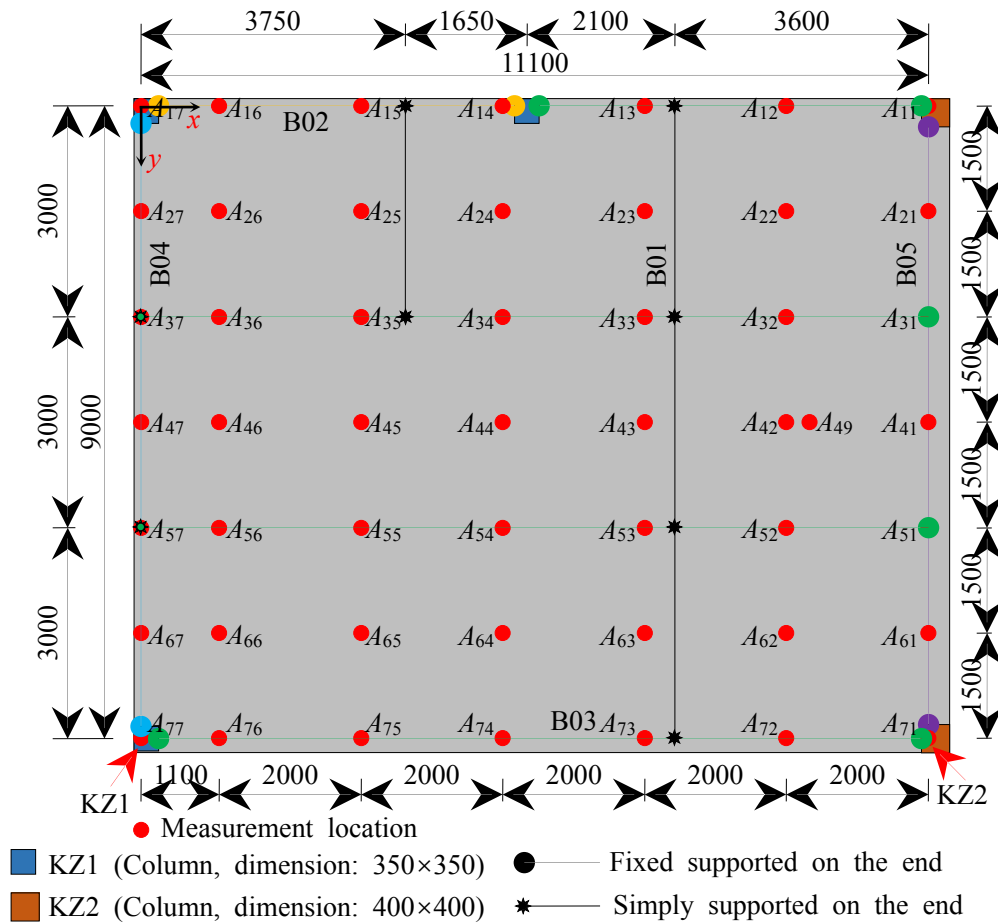 3750 1650 2100 3600
11100
A17 A16 A15 A14 A13 A12 A11
x
B02
y
3000 1500
A27 A26 A25 A24 A23 A22 A21
B04 B01 B05
1500
A37 A36 A35 A34 A33 A32 A31
1500
3000 9000
A47 A46 A45 A44 A43 A42 A49 A41
1500
A57 A56 A55 A54 A53 A52 A51
1500
3000
A67 A66 A65 A64 A63 A62 A61
1500
B03
A77 A76 A75 A74 A73 A72 A71
1100 2000 2000 2000 2000 2000
KZ1 KZ2
Measurement location
KZ1 (Column, dimension: 350×350) Fixed supported on the end
KZ2 (Column, dimension: 400×400) Simply supported on the end